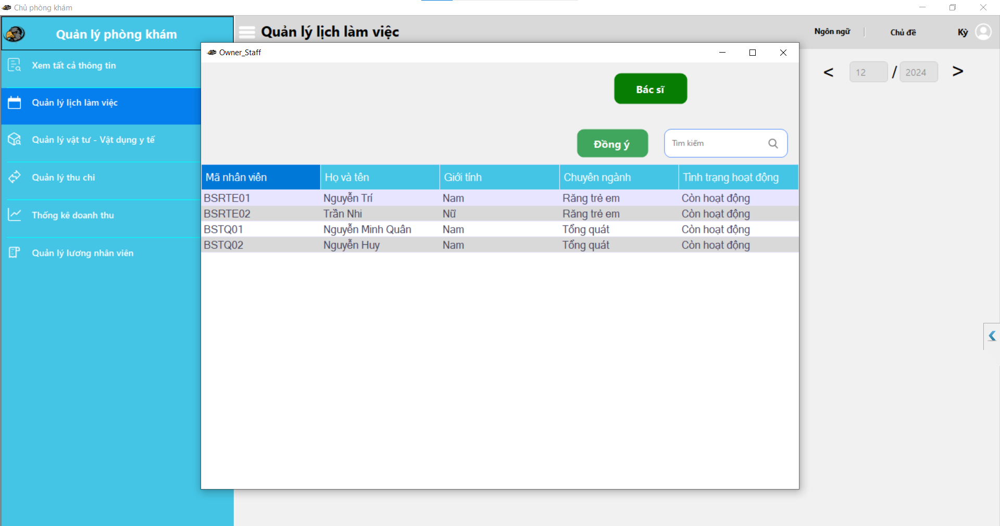 Chủ phòng khám
Quản lý phòng khám
Quản lý lịch làm việc
Ngôn ngữ
Chủ đề
Kỳ
Xem tất cả thông tin
Quản lý lịch làm việc
Quản lý vật tư - Vật dụng y tế
Quản lý thu chi
Thống kê doanh thu
Quản lý lương nhân viên
< 12 / 2024 >
Owner_Staff
Bác sĩ
Đồng ý
Tìm kiếm
Mã nhân viên Họ và tên Giới tính Chuyên ngành Tình trạng hoạt động
BSRTE01 Nguyễn Trí Nam Răng trẻ em Còn hoạt động
BSRTE02 Trần Nhi Nữ Răng trẻ em Còn hoạt động
BSTQ01 Nguyễn Minh Quân Nam Tổng quát Còn hoạt động
BSTQ02 Nguyễn Huy Nam Tổng quát Còn hoạt động